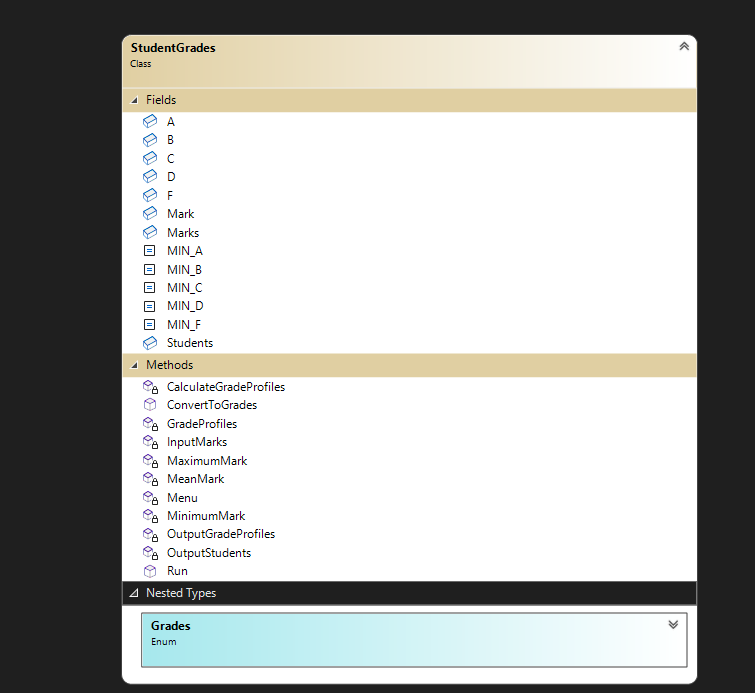 StudentGrades
Class
Fields
A
B
C
D
F
Mark
Marks
MIN_A
MIN_B
MIN_C
MIN_D
MIN_F
Students
Methods
CalculateGradeProfiles
ConvertToGrades
GradeProfiles
InputMarks
MaximumMark
MeanMark
Menu
MinimumMark
OutputGradeProfiles
OutputStudents
Run
Nested Types
Grades
Enum